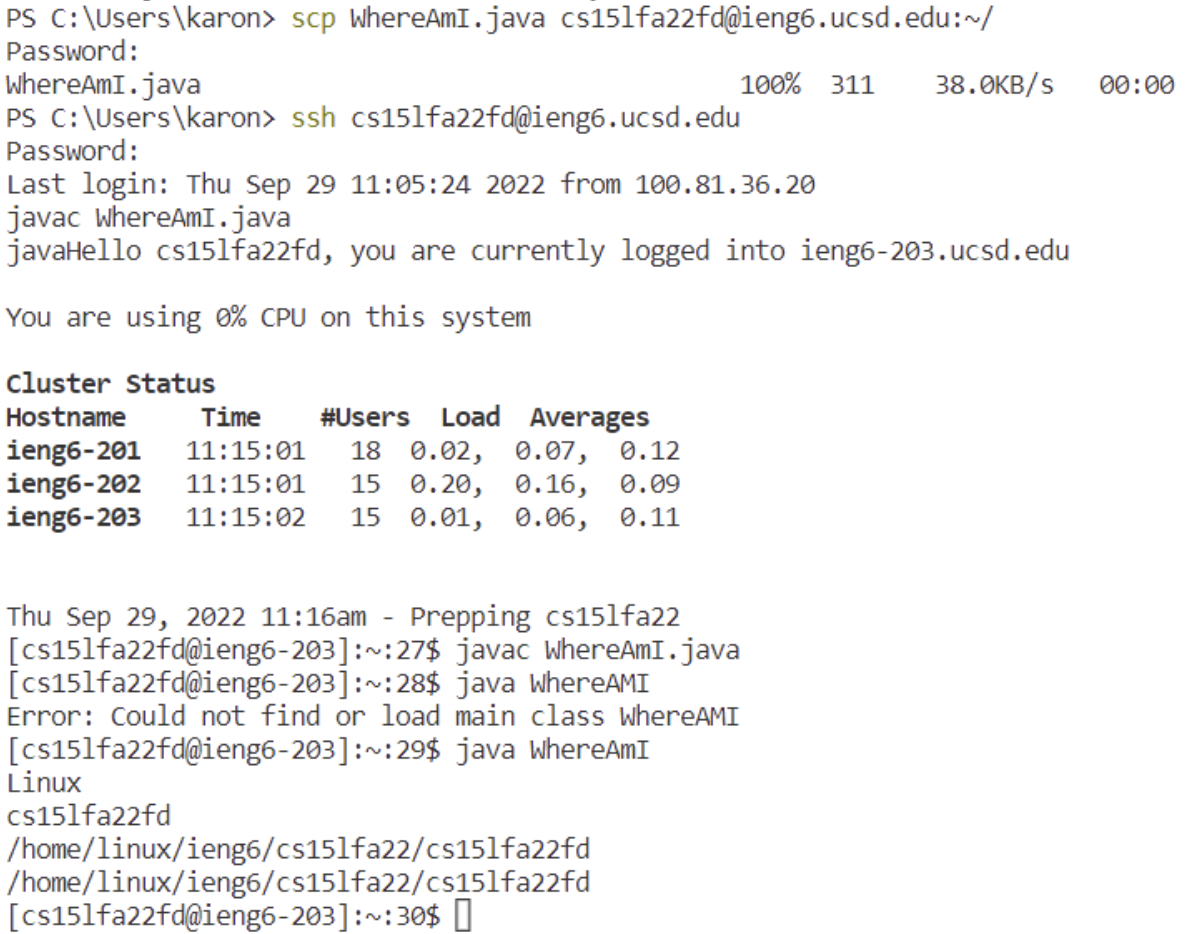 PS C:\Users\karon> scp WhereAmI.java cs15lfa22fd@ieng6.ucsd.edu:~/
Password:
WhereAmI.java 100% 311 38.0KB/s 00:00
PS C:\Users\karon> ssh cs15lfa22fd@ieng6.ucsd.edu
Password:
Last login: Thu Sep 29 11:05:24 2022 from 100.81.36.20
javac WhereAmI.java
javaHello cs15lfa22fd, you are currently logged into ieng6-203.ucsd.edu
You are using 0% CPU on this system
Cluster Status
Hostname Time #Users Load Averages
ieng6-201 11:15:01 18 0.02, 0.07, 0.12
ieng6-202 11:15:01 15 0.20, 0.16, 0.09
ieng6-203 11:15:02 15 0.01, 0.06, 0.11
Thu Sep 29, 2022 11:16am - Prepping cs15lfa22
[cs15lfa22fd@ieng6-203]:~:27$ javac WhereAmI.java
[cs15lfa22fd@ieng6-203]:~:28$ java WhereAMI
Error: Could not find or load main class WhereAMI
[cs15lfa22fd@ieng6-203]:~:29$ java WhereAmI
Linux
cs15lfa22fd
/home/linux/ieng6/cs15lfa22/cs15lfa22fd
/home/linux/ieng6/cs15lfa22/cs15lfa22fd
[cs15lfa22fd@ieng6-203]:~:30$